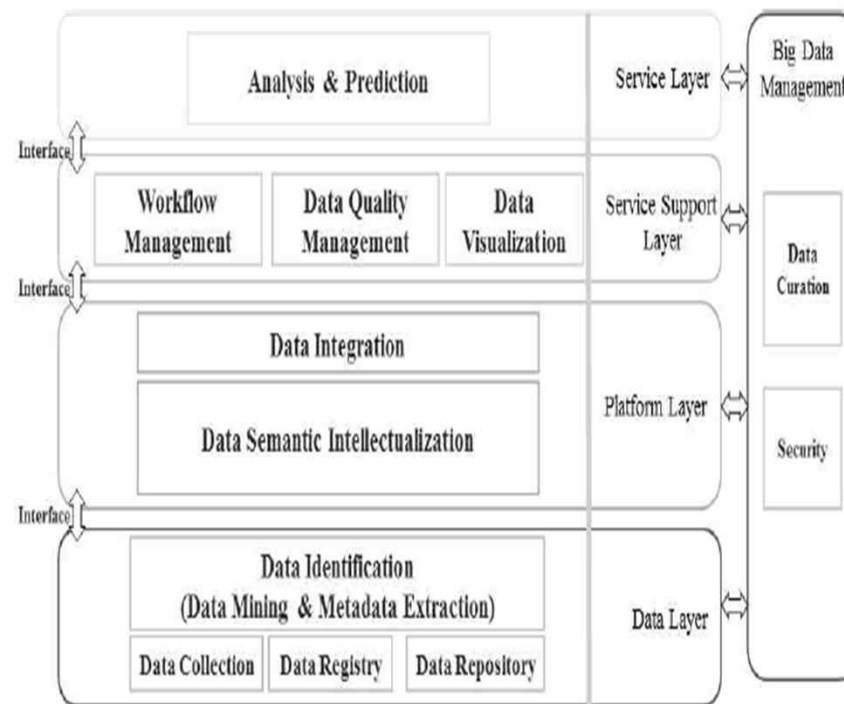 Analysis & Prediction
Service Layer
Big Data
Management
Interface
Workflow
Management
Data Quality
Management
Data
Visualization
Service Support
Layer
Data
Curation
Interface
Data Integration
Data Semantic Intellectualization
Platform Layer
Security
Interface
Data Identification
(Data Mining & Metadata Extraction)
Data Layer
Data Collection
Data Registry
Data Repository